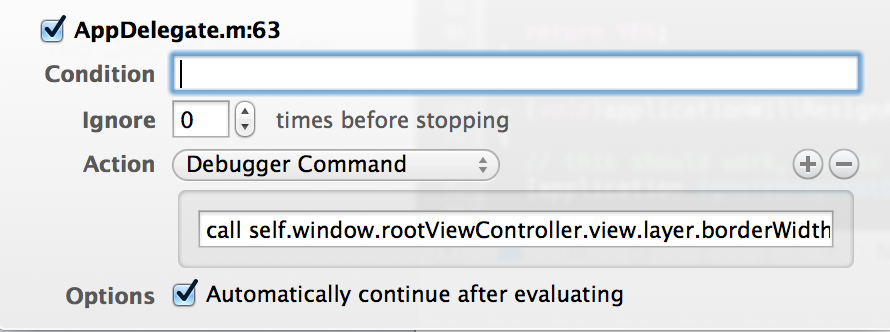 AppDelegate.m:63
Condition
Ignore 0 times before stopping
Action Debugger Command
call self.window.rootViewController.view.layer.borderWidth
Options Automatically continue after evaluating